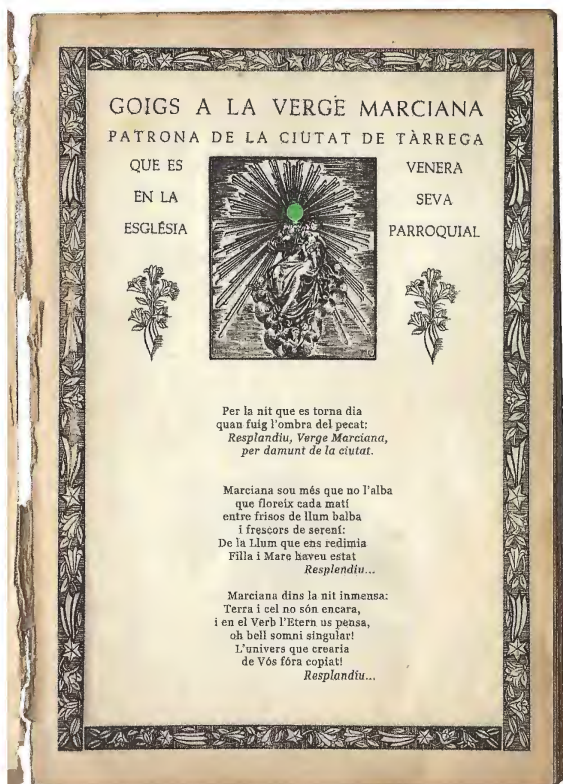 GOIGS A LA VERGE MARCIANA
PATRONA DE LA CIUTAT DE TÀRREGA
QUE ES VENERA
EN LA SEVA
ESGLÉSIA PARROQUIAL
Per la nit que es torna dia
quan fuig l'ombra del pecat:
Resplandiu, Verge Marciana,
per damunt de la ciutat.
Marciana sou més que no l'alba
que floreix cada matí
entre frisos de llum balba
i frescors de serení:
De la Llum que ens redimia
Filla i Mare haveu estat
Resplendiu...
Marciana dins la nit inmensa:
Terra i cel no són encara,
i en el Verb l'Etern us pensa,
oh bell somni singular!
L'univers que crearia
de Vós fóra copiat!
Resplandiu...